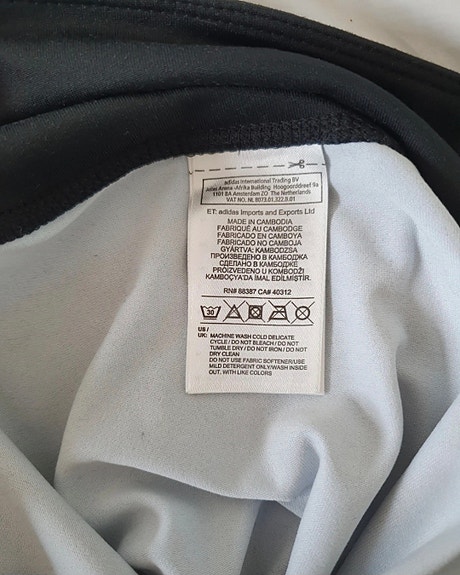 adidas International Trading BV
Jules Arena -Afrika Building Hoogoorddreef 9a
1101 BA Amsterdam ZO The Netherlands
VAT NO. NL 8073.01.322.B.01
ET: adidas Imports and Exports Ltd
MADE IN CAMBODIA
FABRIQUÉ AU CAMBODGE
FABRICADO EN CAMBOYA
FABRICADO NO CAMBOJA
GYÁRTVA: KAMBODZSA
ПРОИЗВЕДЕНО В КАМБОДЖА
СДЕЛАНО В КАМБОДЖЕ
PROIZVEDENO U KOMBODŽI
KAMBOÇYA'DA İMAL EDİLMİŞTİR.
RN# 88387 CA# 40312
30
US /
UK: MACHINE WASH COLD DELICATE
CYCLE / DO NOT BLEACH / DO NOT
TUMBLE DRY / DO NOT IRON / DO NOT
DRY CLEAN
DO NOT USE FABRIC SOFTENER/USE
MILD DETERGENT ONLY/WASH INSIDE
OUT, WITH LIKE COLORS